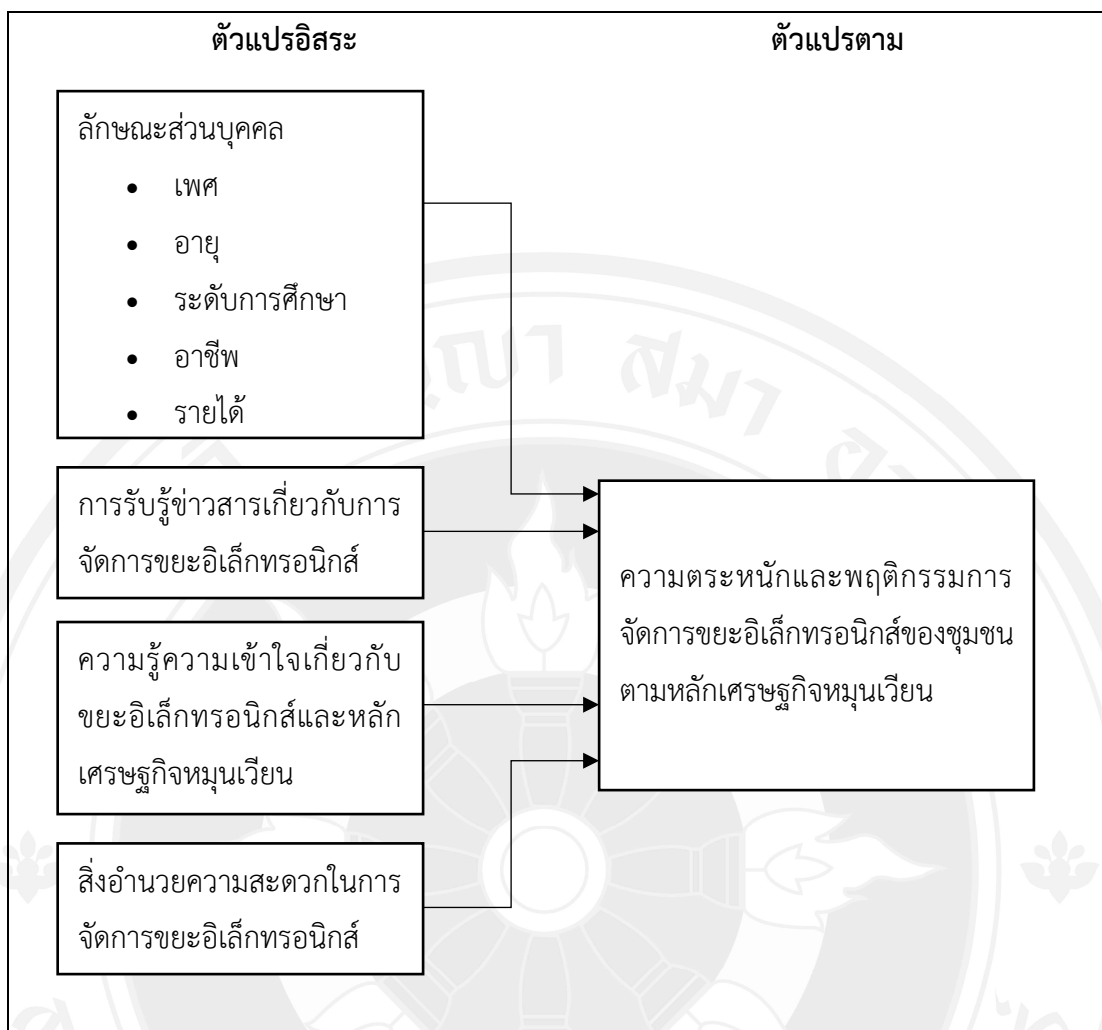 ตัวแปรอิสระ
ตัวแปรตาม
ลักษณะส่วนบุคคล
• เพศ
• อายุ
• ระดับการศึกษา
• อาชีพ
• รายได้
การรับรู้ข่าวสารเกี่ยวกับการ
จัดการขยะอิเล็กทรอนิกส์
ความรู้ความเข้าใจเกี่ยวกับ
ขยะอิเล็กทรอนิกส์และหลัก
เศรษฐกิจหมุนเวียน
สิ่งอำนวยความสะดวกในการ
จัดการขยะอิเล็กทรอนิกส์
ความตระหนักและพฤติกรรมการ
จัดการขยะอิเล็กทรอนิกส์ของชุมชน
ตามหลักเศรษฐกิจหมุนเวียน